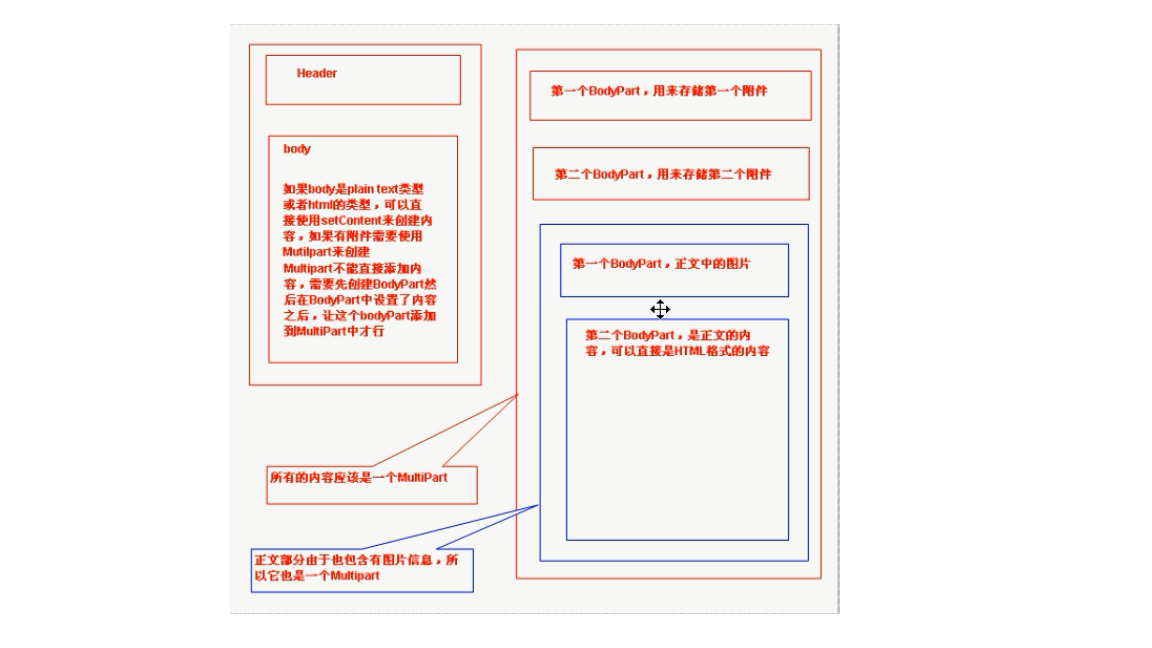 Header
body
如果body是plain text类型
或者html的类型，可以直
接使用setContent来创建内
容，如果有附件需要使用
Mutilpart来创建
Multipart不能直接添加内
容，需要先创建BodyPart然
后在BodyPart中设置了内容
之后，让这个bodyPart添加
到MultiPart中才行
所有的内容应该是一个MultiPart
正文部分由于也包含有图片信息，所
以它也是一个Multipart
第一个BodyPart，用来存储第一个附件
第二个BodyPart，用来存储第二个附件
第一个BodyPart，正文中的图片
第二个BodyPart，是正文的内
容，可以直接是HTML格式的内容